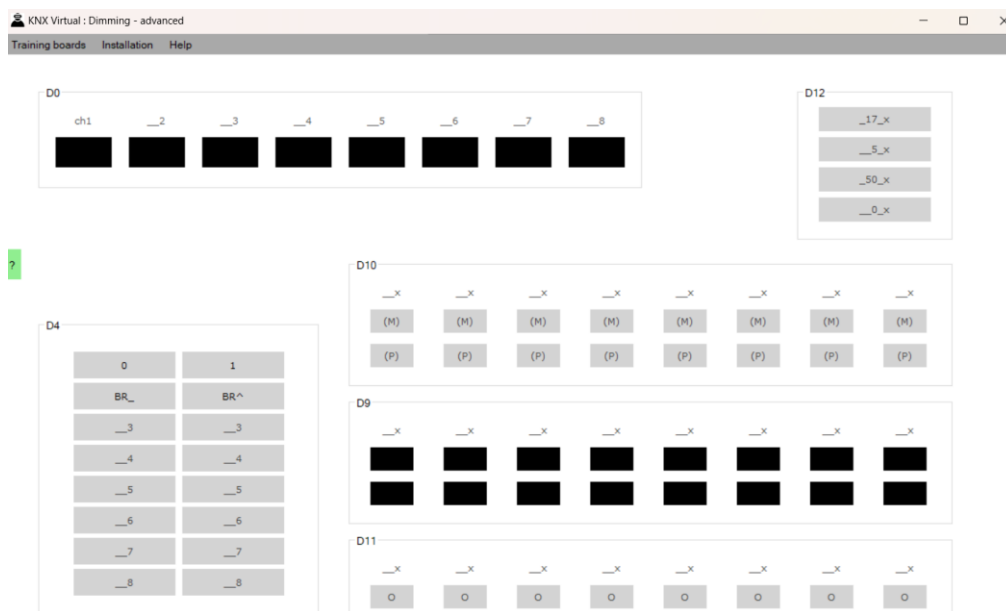 KNX Virtual : Dimming - advanced
Training boards Installation Help
D0
ch1 __2 __3 __4 __5 __6 __7 __8
D12
_17_x
__5_x
_50_x
__0_x
?
D10
__x __x __x __x __x __x __x __x
(M) (M) (M) (M) (M) (M) (M) (M)
(P) (P) (P) (P) (P) (P) (P) (P)
D4
0 1
BR_ BR^
__3 __3
__4 __4
__5 __5
__6 __6
__7 __7
__8 __8
D9
__x __x __x __x __x __x __x __x
D11
__x __x __x __x __x __x __x __x
O O O O O O O O